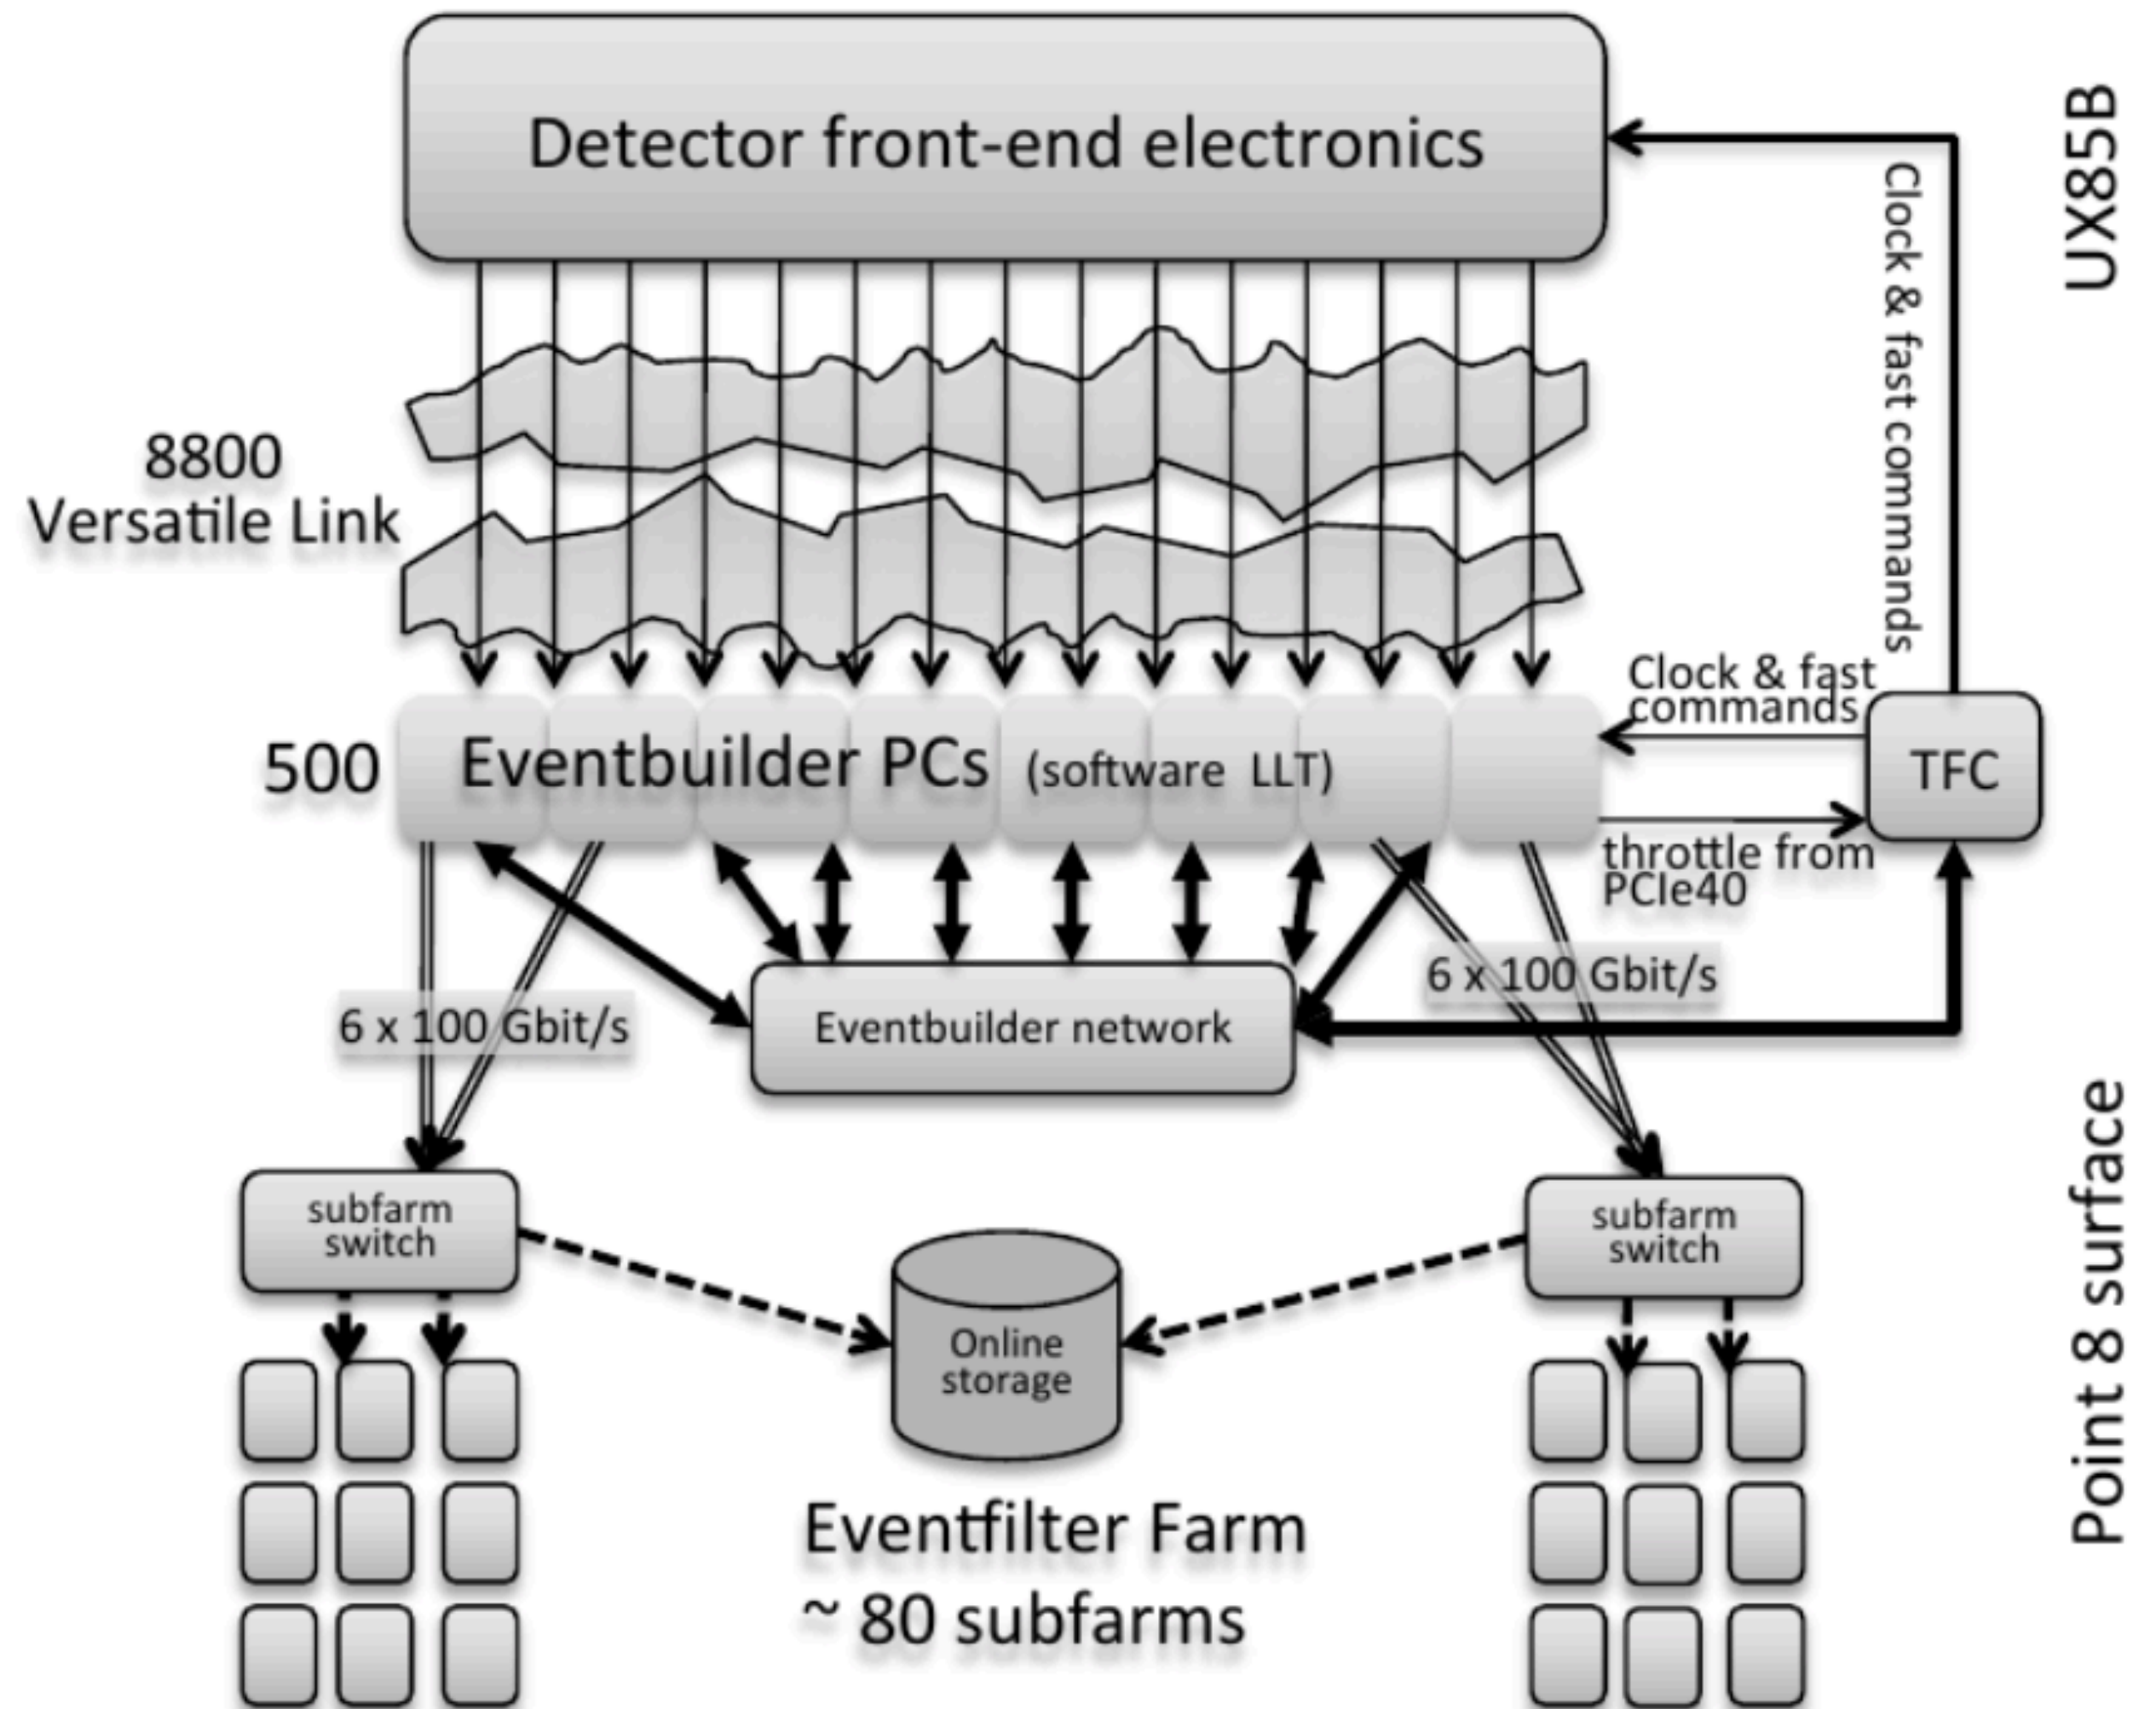 Detector front-end electronics
UX85B
Clock & fast commands
8800
Versatile Link
Clock & fast
commands
500
Eventbuilder PCs (software LLT)
TFC
throttle from
PCIe40
6 x 100 Gbit/s
6 x 100 Gbit/s
Eventbuilder network
Point 8 surface
subfarm
switch
subfarm
switch
Online
storage
Eventfilter Farm
~ 80 subfarms